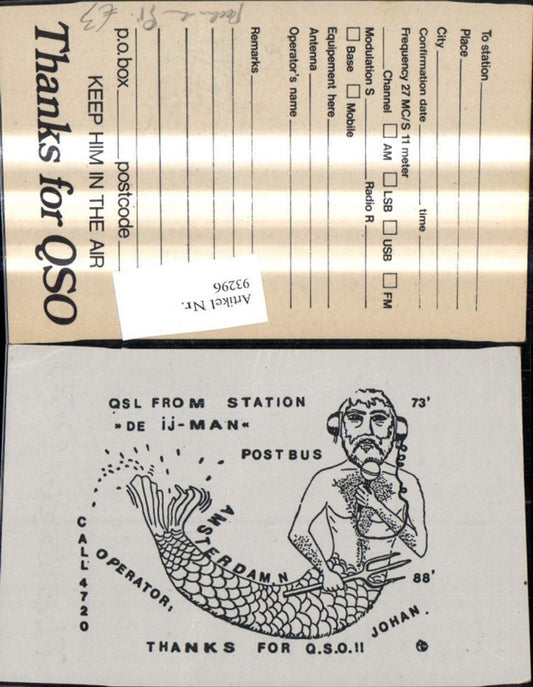 To station
Place
City
Confirmation date time
Frequency 27 MC/S 11 meter
Channel AM LSB USB FM
Modulation S Radio R
Base Mobile
Equipement here
Antenna
Operator's name
Remarks
p.o.box postcode
KEEP HIM IN THE AIR
Thanks for QSO
£3
Artikel Nr.
93296
QSL FROM STATION
"DE ij-MAN"
POSTBUS
73'
AMSTERDAM N
88'
CALL 4720
OPERATOR,
JOHAN.
THANKS FOR Q.S.O.!!